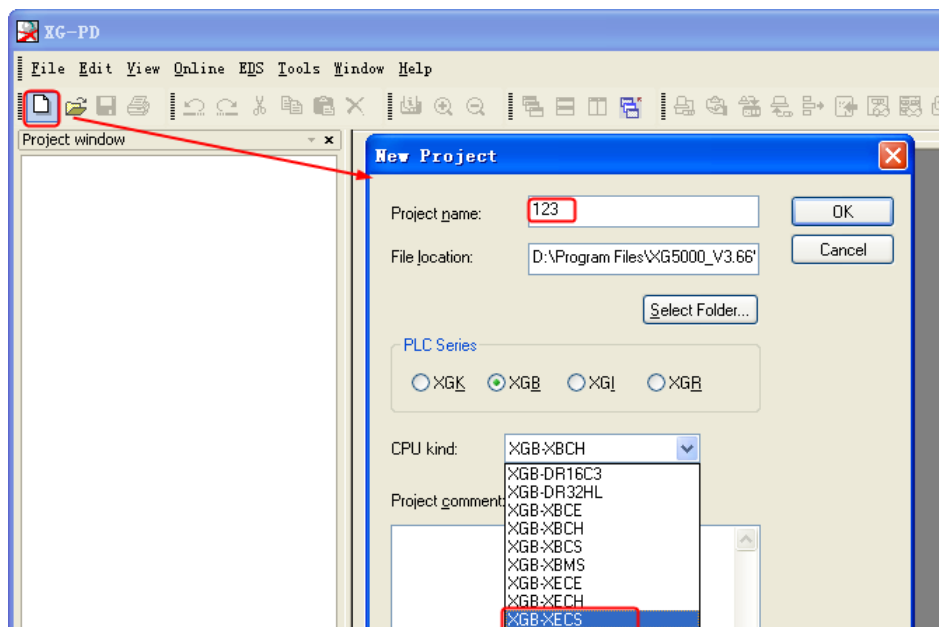 XG-PD
File Edit View Online EDS Tools Window Help
Project window
New Project
Project name: 123 OK
File location: D:\Program Files\XG5000_V3.66' Cancel
Select Folder...
PLC Series
XGK XGB XGI XGR
CPU kind: XGB-XBCH
XGB-DR16C3
XGB-DR32HL
Project comment:
XGB-XBCE
XGB-XBCH
XGB-XBCS
XGB-XBMS
XGB-XECE
XGB-XECH
XGB-XECS